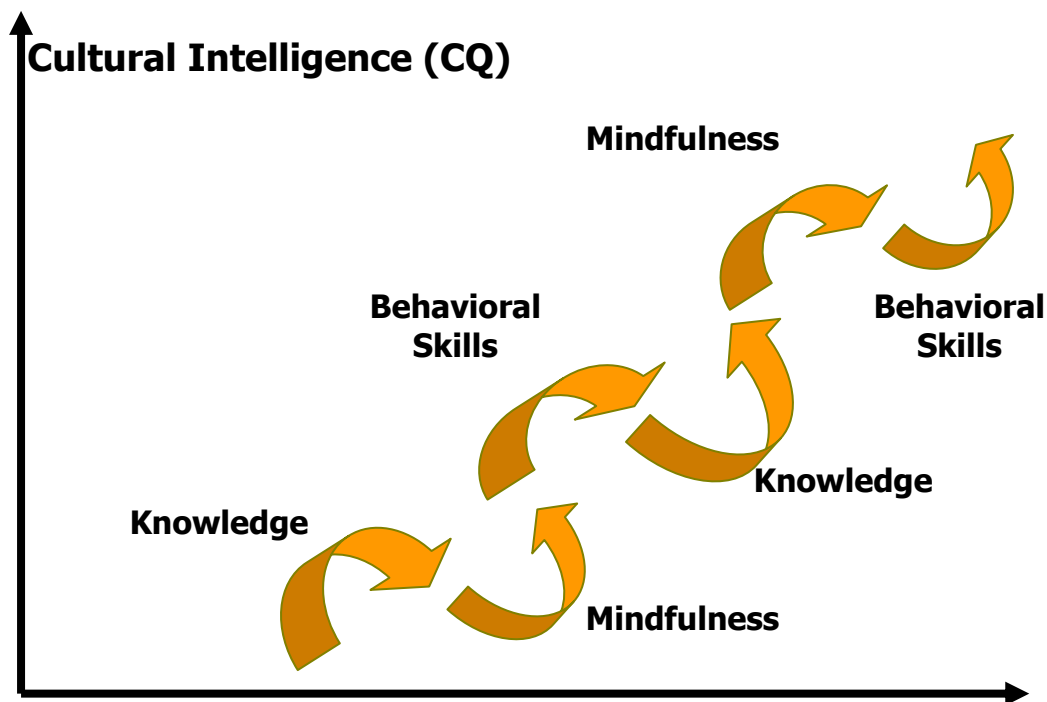 Cultural Intelligence (CQ)
Mindfulness
Behavioral
Skills
Behavioral
Skills
Knowledge
Knowledge
Mindfulness